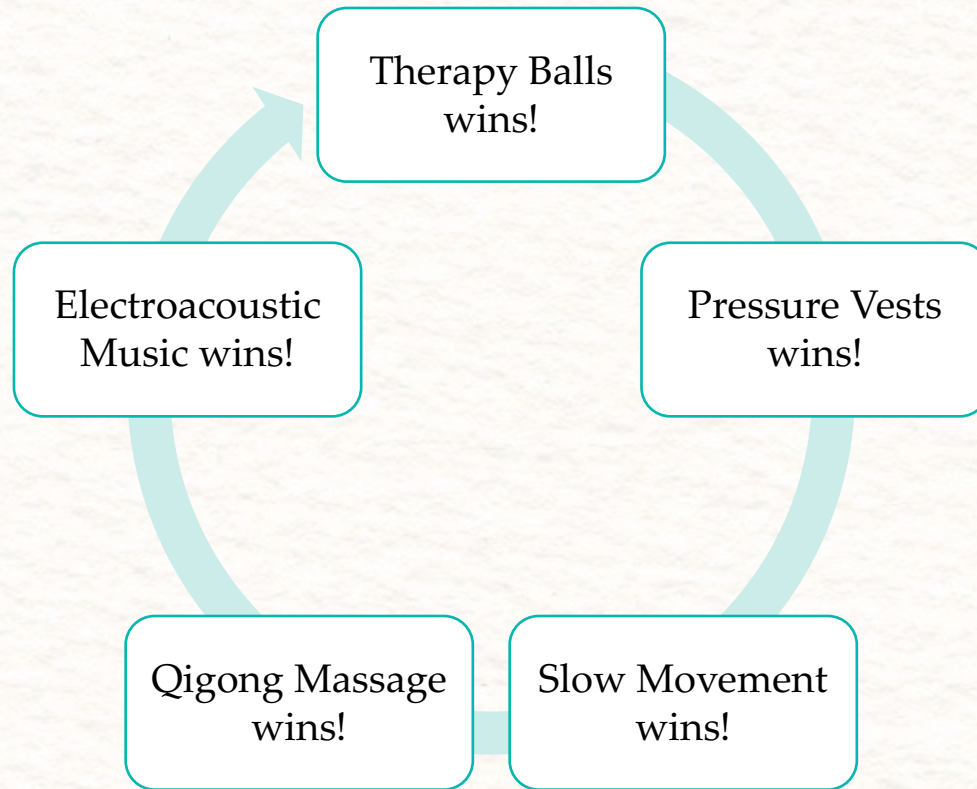 Therapy Balls
wins!
Pressure Vests
wins!
Slow Movement
wins!
Qigong Massage
wins!
Electroacoustic
Music wins!